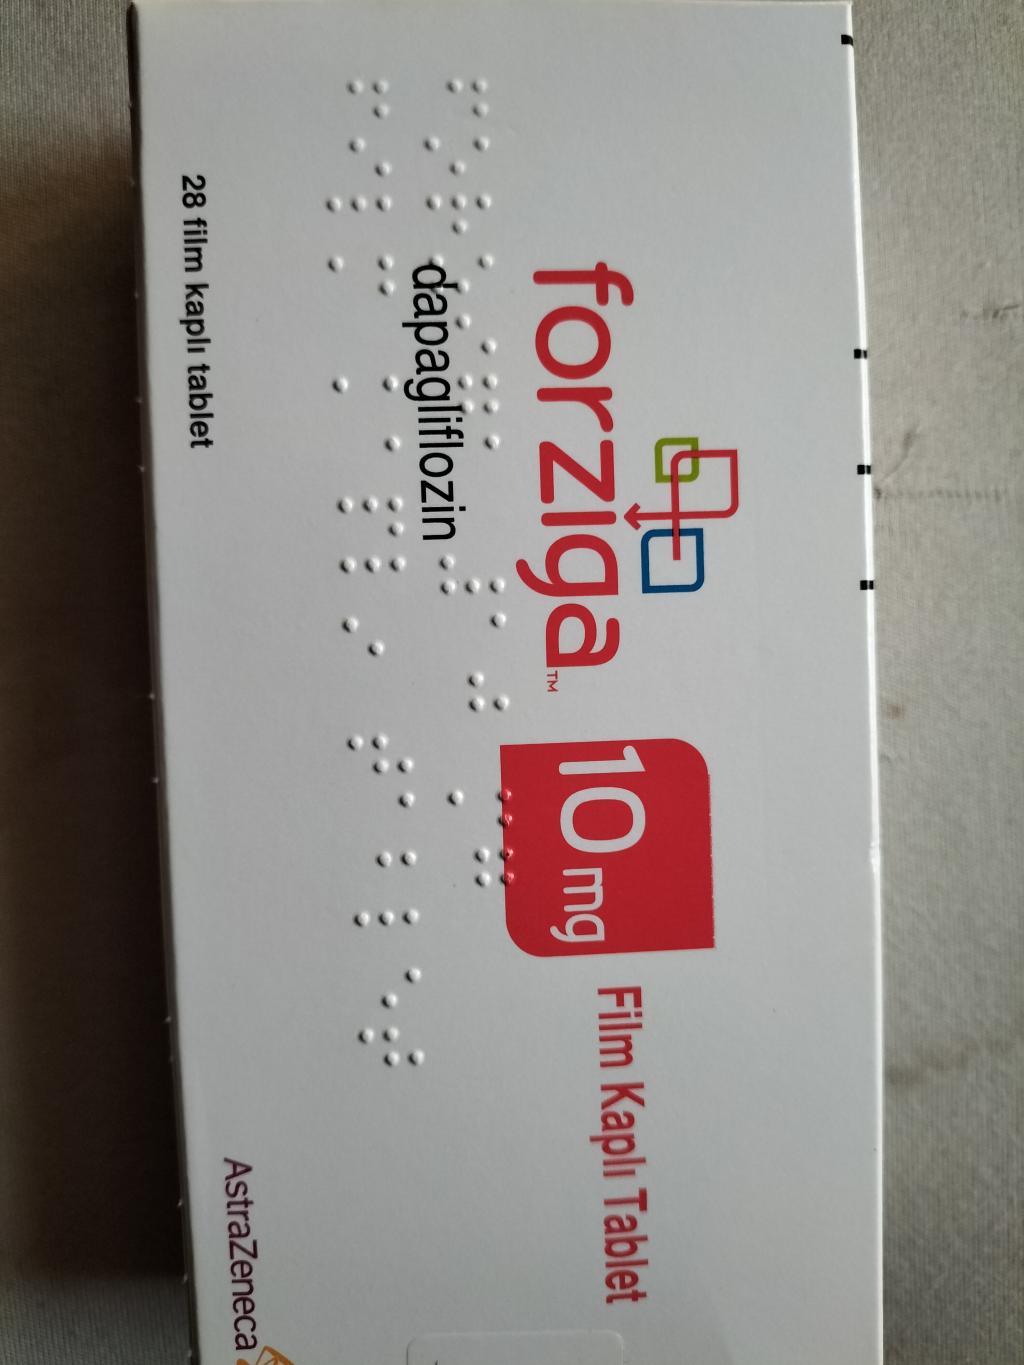 forziga™ 10 mg Film Kaplı Tablet
dapagliflozin
28 film kaplı tablet
AstraZeneca